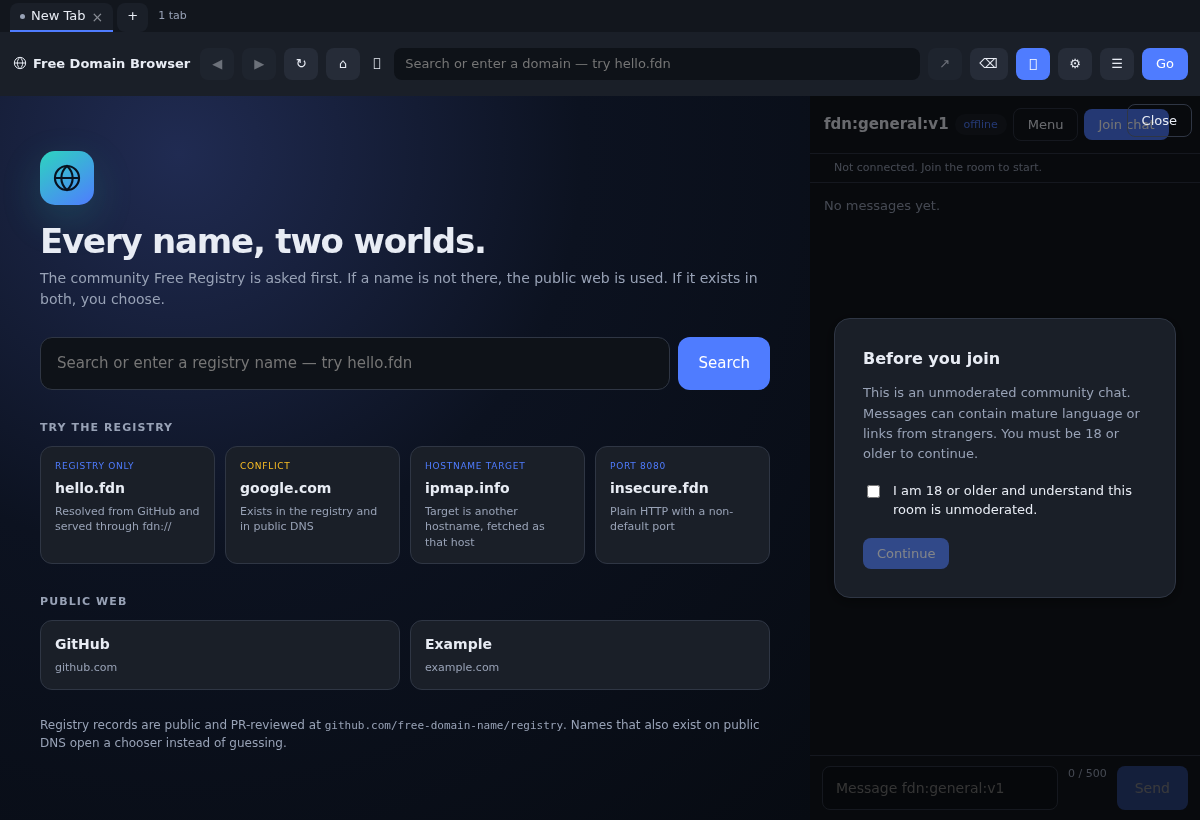 New Tab ×
+
1 tab
Free Domain Browser
Search or enter a domain — try hello.fdn
Go
Every name, two worlds.
The community Free Registry is asked first. If a name is not there, the public web is used. If it exists in
both, you choose.
Search or enter a registry name — try hello.fdn
Search
TRY THE REGISTRY
REGISTRY ONLY
hello.fdn
Resolved from GitHub and
served through fdn://
CONFLICT
google.com
Exists in the registry and
in public DNS
HOSTNAME TARGET
ipmap.info
Target is another
hostname, fetched as
that host
PORT 8080
insecure.fdn
Plain HTTP with a non-
default port
PUBLIC WEB
GitHub
github.com
Example
example.com
Registry records are public and PR-reviewed at github.com/free-domain-name/registry. Names that also exist on public
DNS open a chooser instead of guessing.
fdn:general:v1
offline
Menu
Join chat
Close
Not connected. Join the room to start.
No messages yet.
Before you join
This is an unmoderated community chat.
Messages can contain mature language or
links from strangers. You must be 18 or
older to continue.
I am 18 or older and understand this
room is unmoderated.
Continue
Message fdn:general:v1
0 / 500
Send